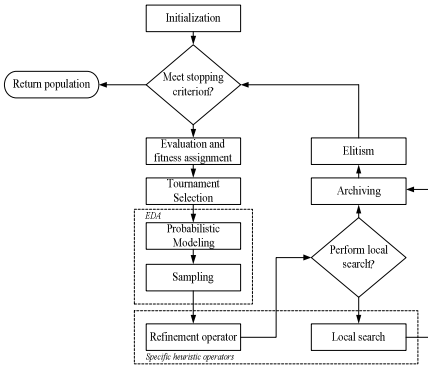 Initialization
Meet stopping
criterion?
Return population
Evaluation and
fitness assignment
Elitism
Tournament
Selection
Archiving
EDA
Probabilistic
Modeling
Perform local
search?
Sampling
Refinement operator
Local search
Specific heuristic operators